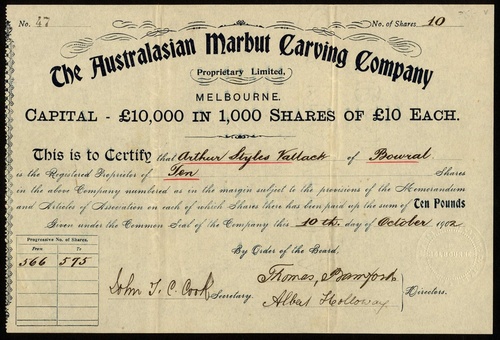 No. 47
No. of Shares 10
The Australasian Marbut Carving Company
Proprietary Limited,
MELBOURNE.
CAPITAL - £10,000 IN 1,000 SHARES OF £10 EACH.
This is to Certify that Arthur Styles Vallack of Bowral
is the Registered Proprietor of Ten Shares
in the above Company numbered as in the margin subject to the provisions of the Memorandum
and Articles of Association and on each of which Shares there has been paid up the sum of Ten Pounds
Given under the Common Seal of the Company this 10th day of October 1902
By Order of the Board.
Progressive No. of Shares.
From To
566 575
John T. C. Cook Secretary.
Thomas Bamford
Albert Holloway
Directors.